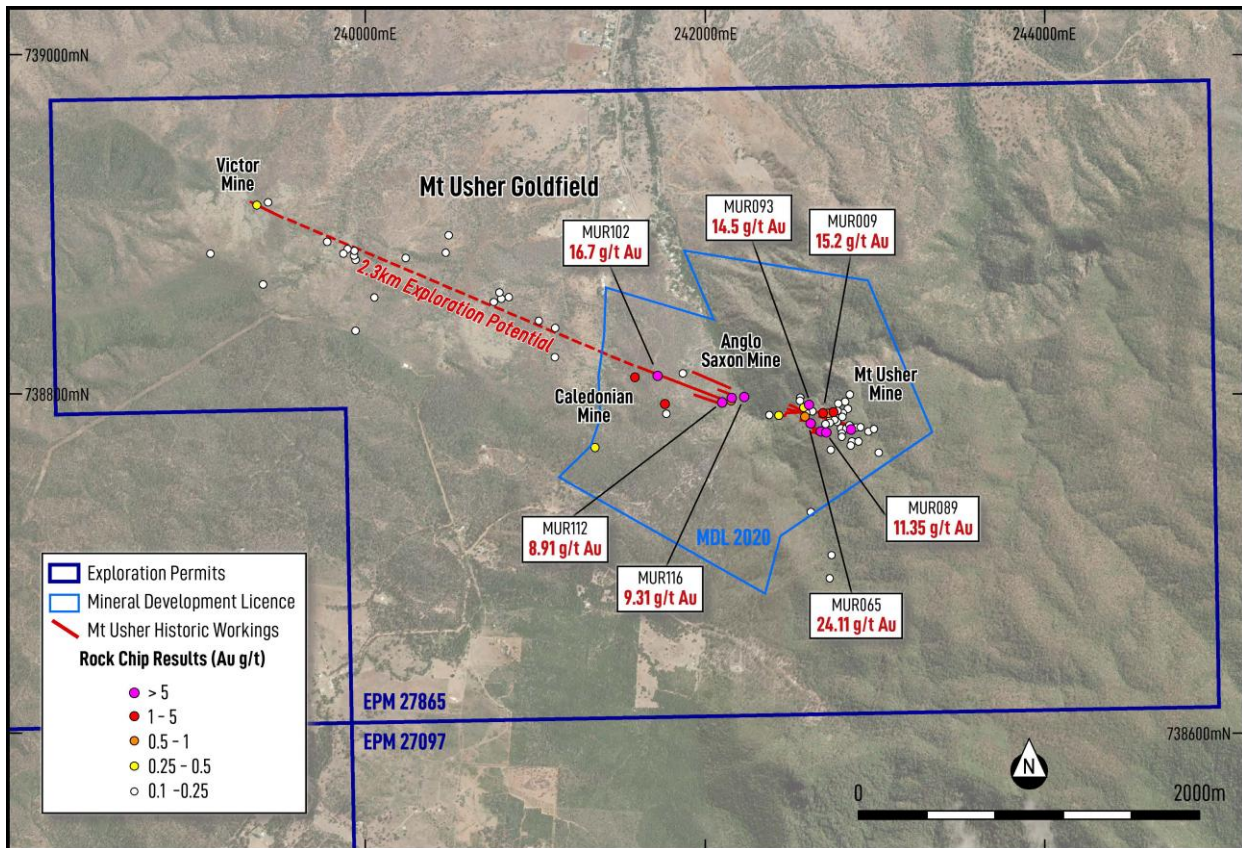 240000mE
242000mE
244000mE
739000mN
Victor
Mine
Mt Usher Goldfield
MUR102
16.7 g/t Au
MUR093
14.5 g/t Au
MUR009
15.2 g/t Au
2.3km Exploration Potential
Anglo
Saxon Mine
Mt Usher
Mine
738800mN
Caledonian
Mine
MUR112
8.91 g/t Au
MUR116
9.31 g/t Au
MDL 2020
MUR089
11.35 g/t Au
MUR065
24.11 g/t Au
Exploration Permits
Mineral Development Licence
Mt Usher Historic Workings
Rock Chip Results (Au g/t)
> 5
1 - 5
0.5 - 1
0.25 - 0.5
0.1 -0.25
EPM 27865
EPM 27097
738600mN
N
0
2000m